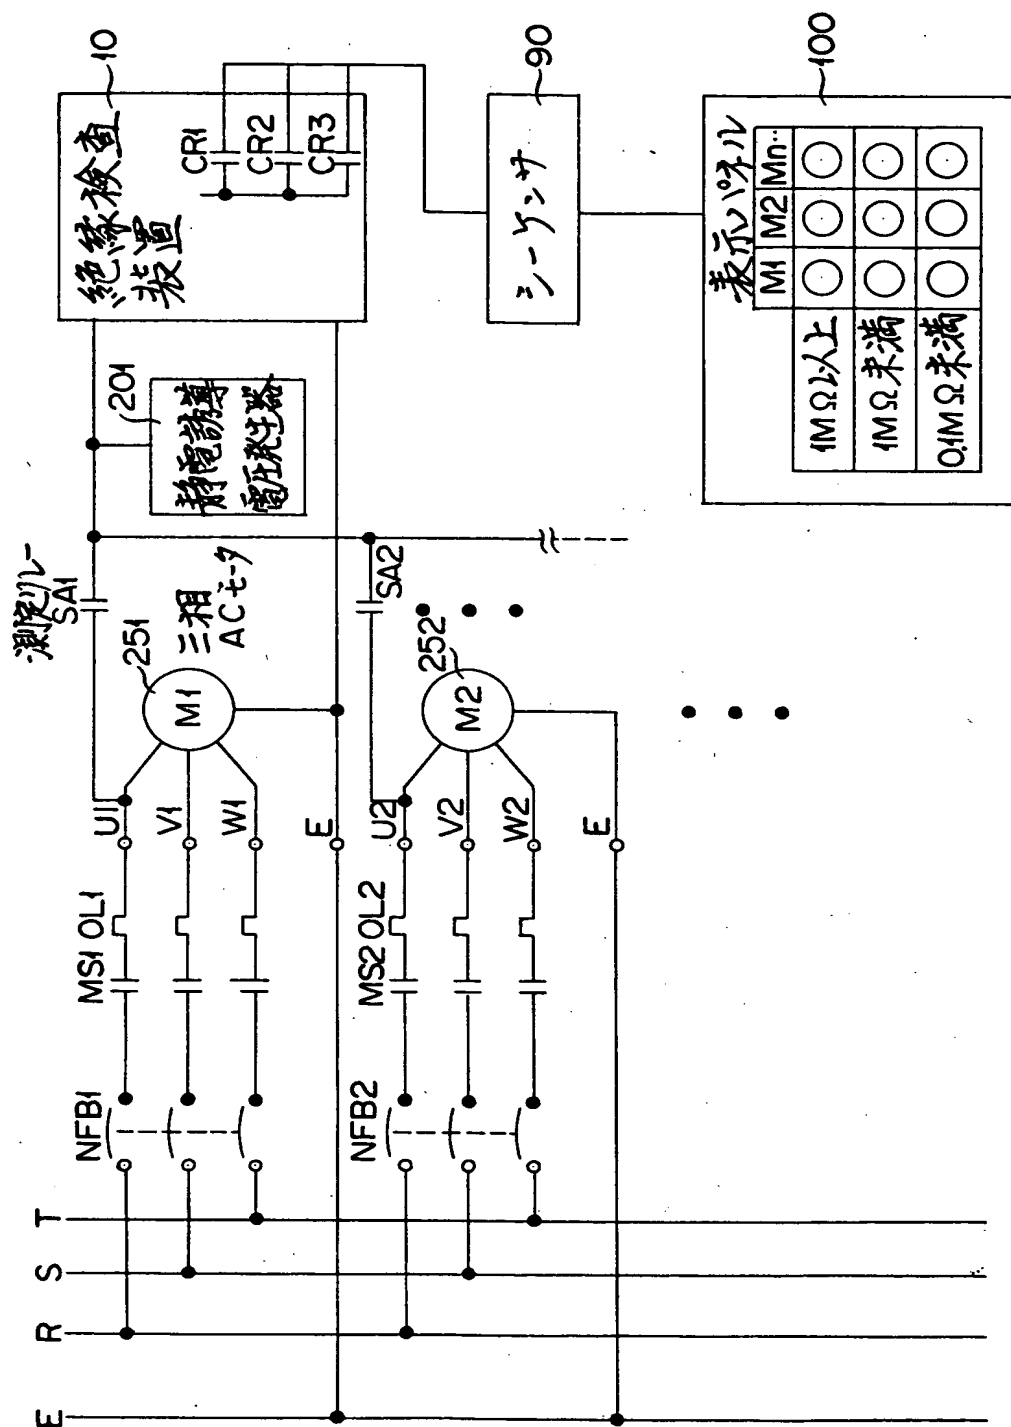 10
絶縁検査
装置
CR1
CR2
CR3
201
静電誘導
電圧発生器
90
シーケンサ
100
表示パネル
M1 M2 Mn‥
1MΩ以上
1MΩ未満
0.1MΩ未満
測定リレー
SA1
251
三相
ACモータ
M1
SA2
252
M2
U1
V1
W1
E
U2
V2
W2
E
MS1 OL1
MS2 OL2
NFB1
NFB2
T
S
R
E